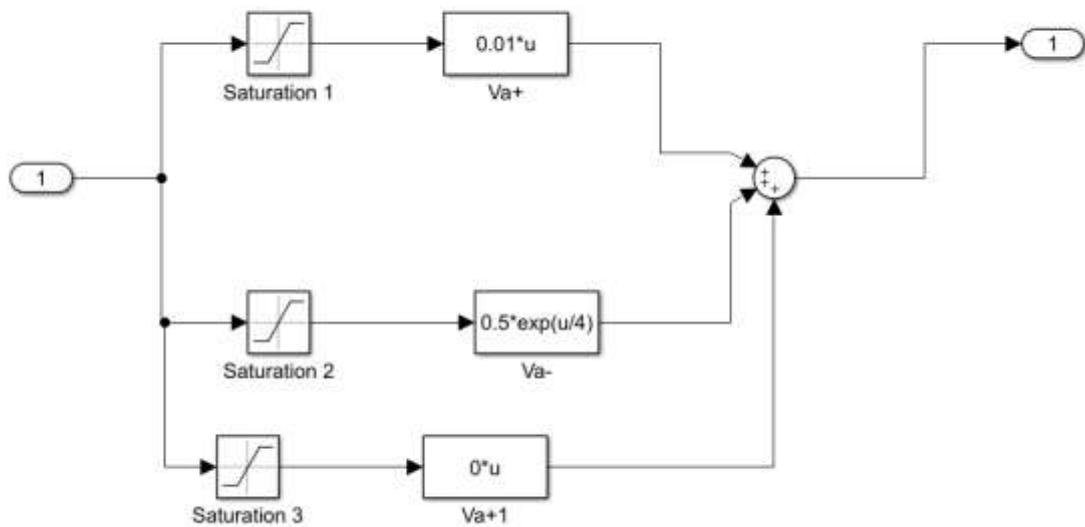 0.01*u
1
Saturation 1
Va+
1
+
+
+
0.5*exp(u/4)
Saturation 2
Va-
0*u
Saturation 3
Va+1